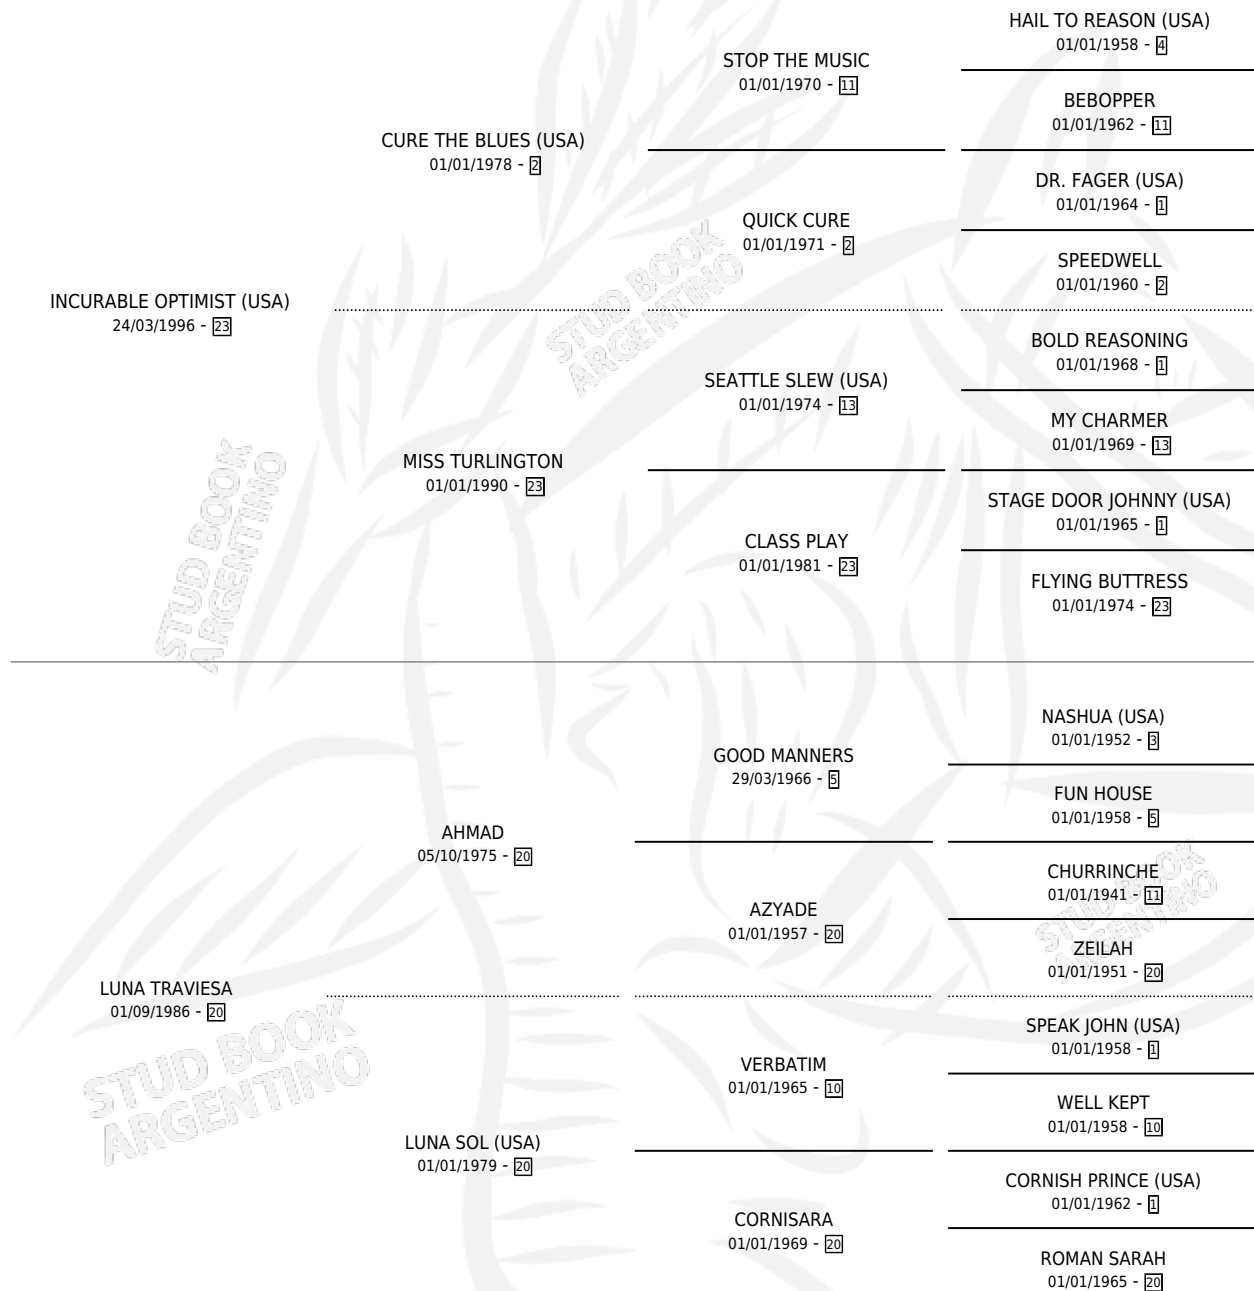 HAIL TO REASON (USA)
01/01/1958 - 4
STOP THE MUSIC
01/01/1970 - 11
BEBOPPER
01/01/1962 - 11
CURE THE BLUES (USA)
01/01/1978 - 2
DR. FAGER (USA)
01/01/1964 - 1
QUICK CURE
01/01/1971 - 2
SPEEDWELL
01/01/1960 - 2
INCURABLE OPTIMIST (USA)
24/03/1996 - 23
BOLD REASONING
01/01/1968 - 1
SEATTLE SLEW (USA)
01/01/1974 - 13
MY CHARMER
01/01/1969 - 13
MISS TURLINGTON
01/01/1990 - 23
STAGE DOOR JOHNNY (USA)
01/01/1965 - 1
CLASS PLAY
01/01/1981 - 23
FLYING BUTTRESS
01/01/1974 - 23
NASHUA (USA)
01/01/1952 - 3
GOOD MANNERS
29/03/1966 - 5
FUN HOUSE
01/01/1958 - 5
AHMAD
05/10/1975 - 20
CHURRINCHE
01/01/1941 - 11
AZYADE
01/01/1957 - 20
ZEILAH
01/01/1951 - 20
LUNA TRAVIESA
01/09/1986 - 20
SPEAK JOHN (USA)
01/01/1958 - 1
VERBATIM
01/01/1965 - 10
WELL KEPT
01/01/1958 - 10
LUNA SOL (USA)
01/01/1979 - 20
CORNISH PRINCE (USA)
01/01/1962 - 1
CORNISARA
01/01/1969 - 20
ROMAN SARAH
01/01/1965 - 20
STUD BOOK
ARGENTINO
STUD BOOK
ARGENTINO
STUD BOOK
ARGENTINO
STUD BOOK
ARGENTINO